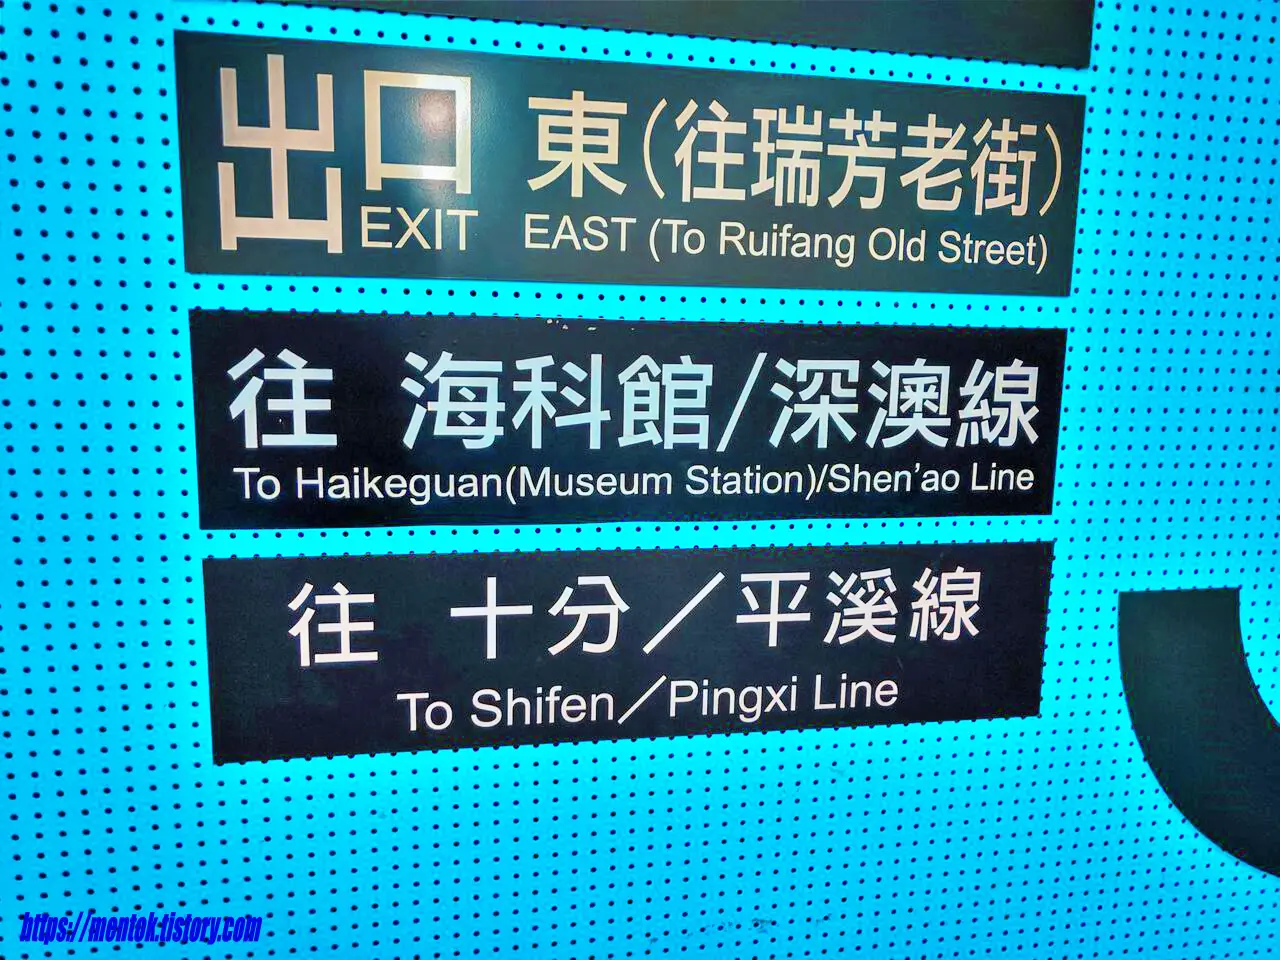 出口 東（往瑞芳老街）
EXIT EAST (To Ruifang Old Street)
往 海科館/深澳線
To Haikeguan(Museum Station)/Shen'ao Line
往 十分／平溪線
To Shifen／Pingxi Line
https://mentok.tistory.com